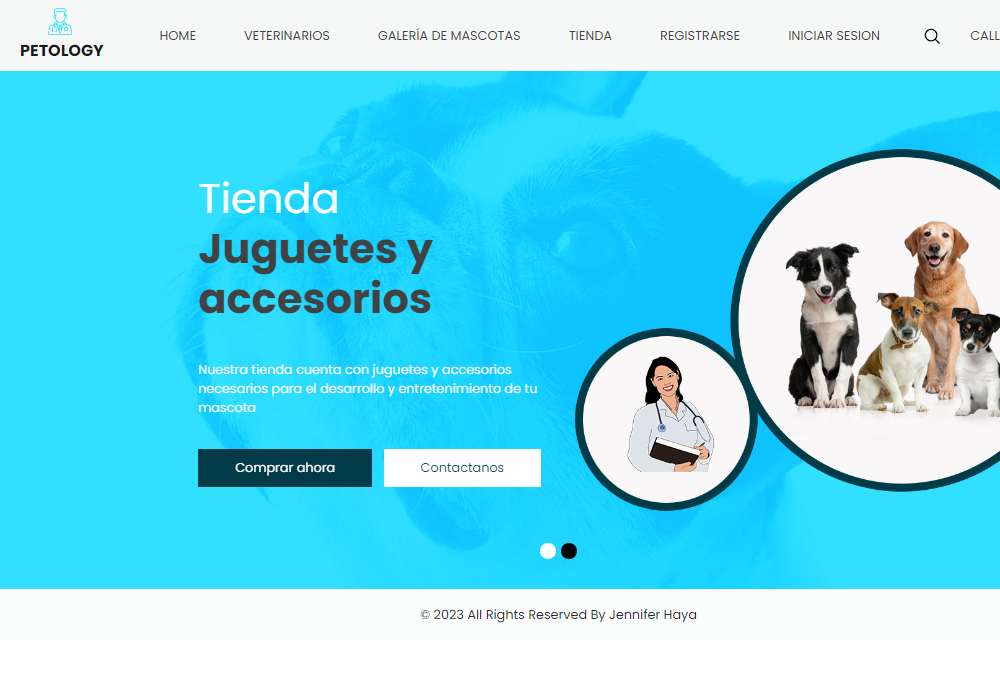 PETOLOGY
HOME VETERINARIOS GALERÍA DE MASCOTAS TIENDA REGISTRARSE INICIAR SESION CALL
Tienda
Juguetes y
accesorios
Nuestra tienda cuenta con juguetes y accesorios
necesarios para el desarrollo y entretenimiento de tu
mascota
Comprar ahora Contactanos
© 2023 All Rights Reserved By Jennifer Haya